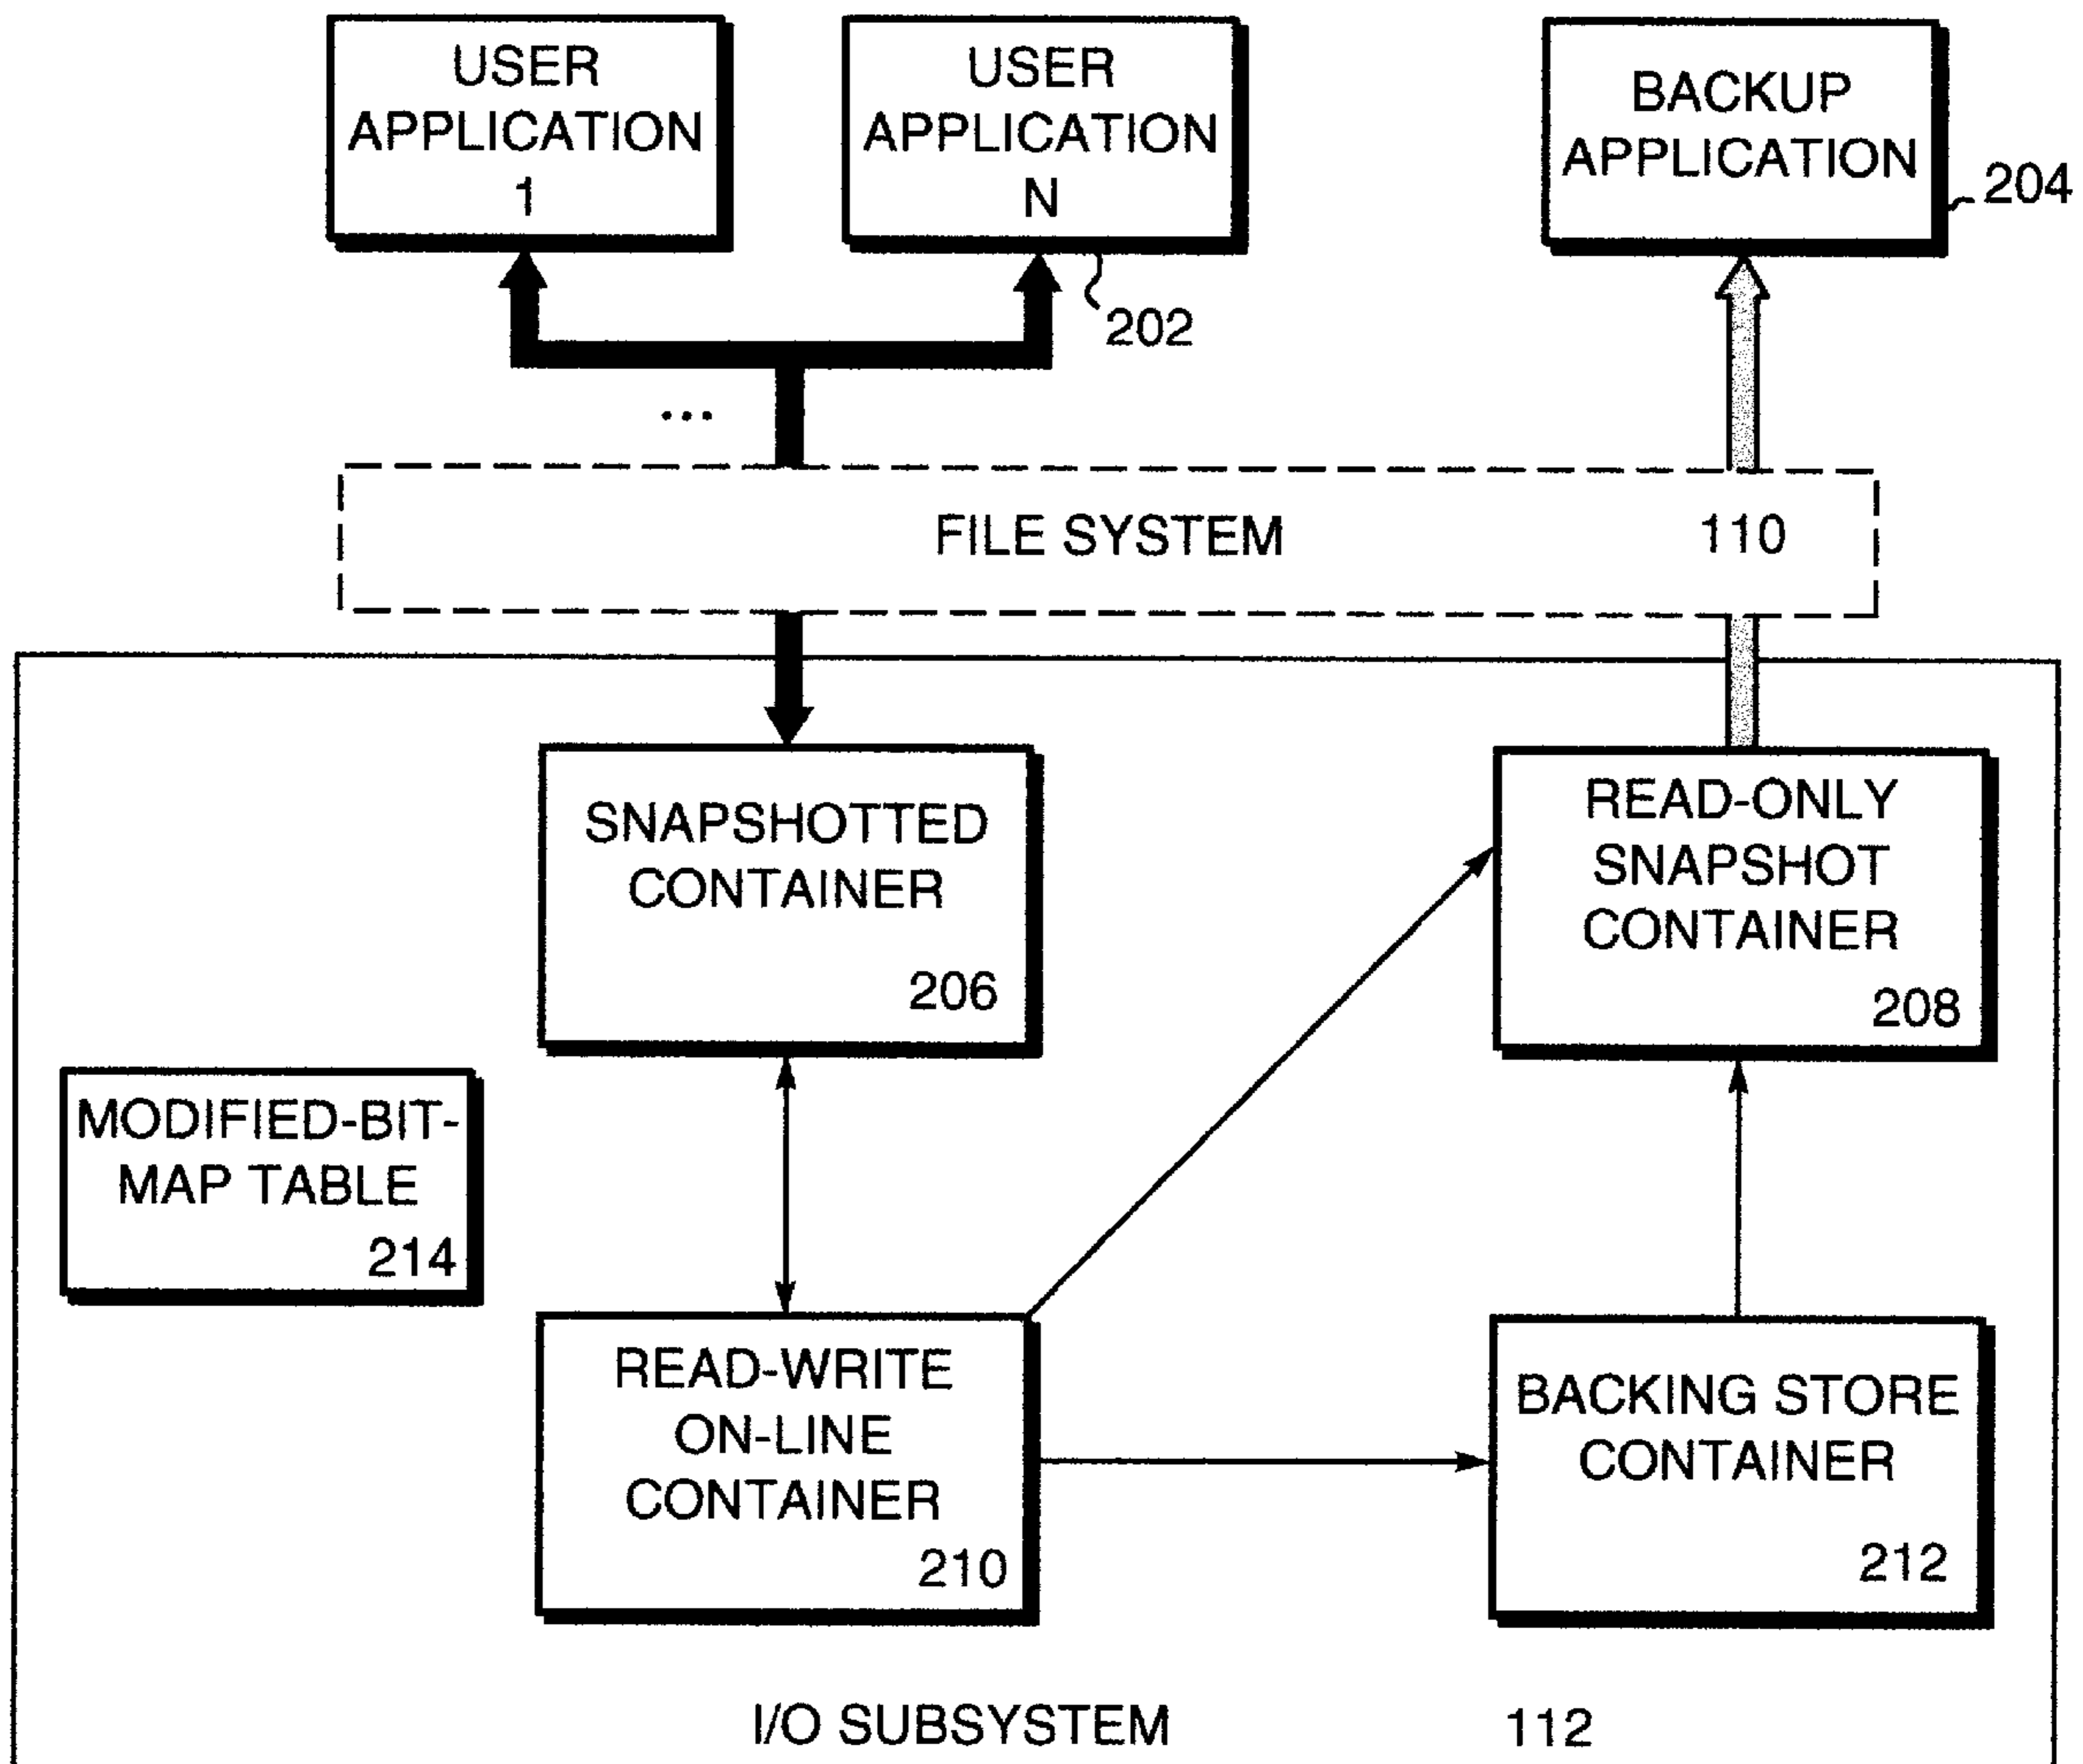 USER
APPLICATION
1
USER
APPLICATION
N
202
BACKUP
APPLICATION
204
...
FILE SYSTEM 110
SNAPSHOTTED
CONTAINER
206
READ-ONLY
SNAPSHOT
CONTAINER
208
MODIFIED-BIT-
MAP TABLE
214
READ-WRITE
ON-LINE
CONTAINER
210
BACKING STORE
CONTAINER
212
I/O SUBSYSTEM 112